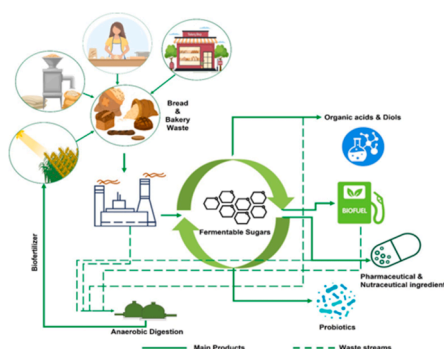 Bread
&
Bakery
Waste
Organic acids & Diols
Fermentable Sugars
BIOFUEL
Biofertilizer
Pharmaceutical &
Nutraceutical ingredient
Probiotics
Anaerobic Digestion
Main Products
Waste streams